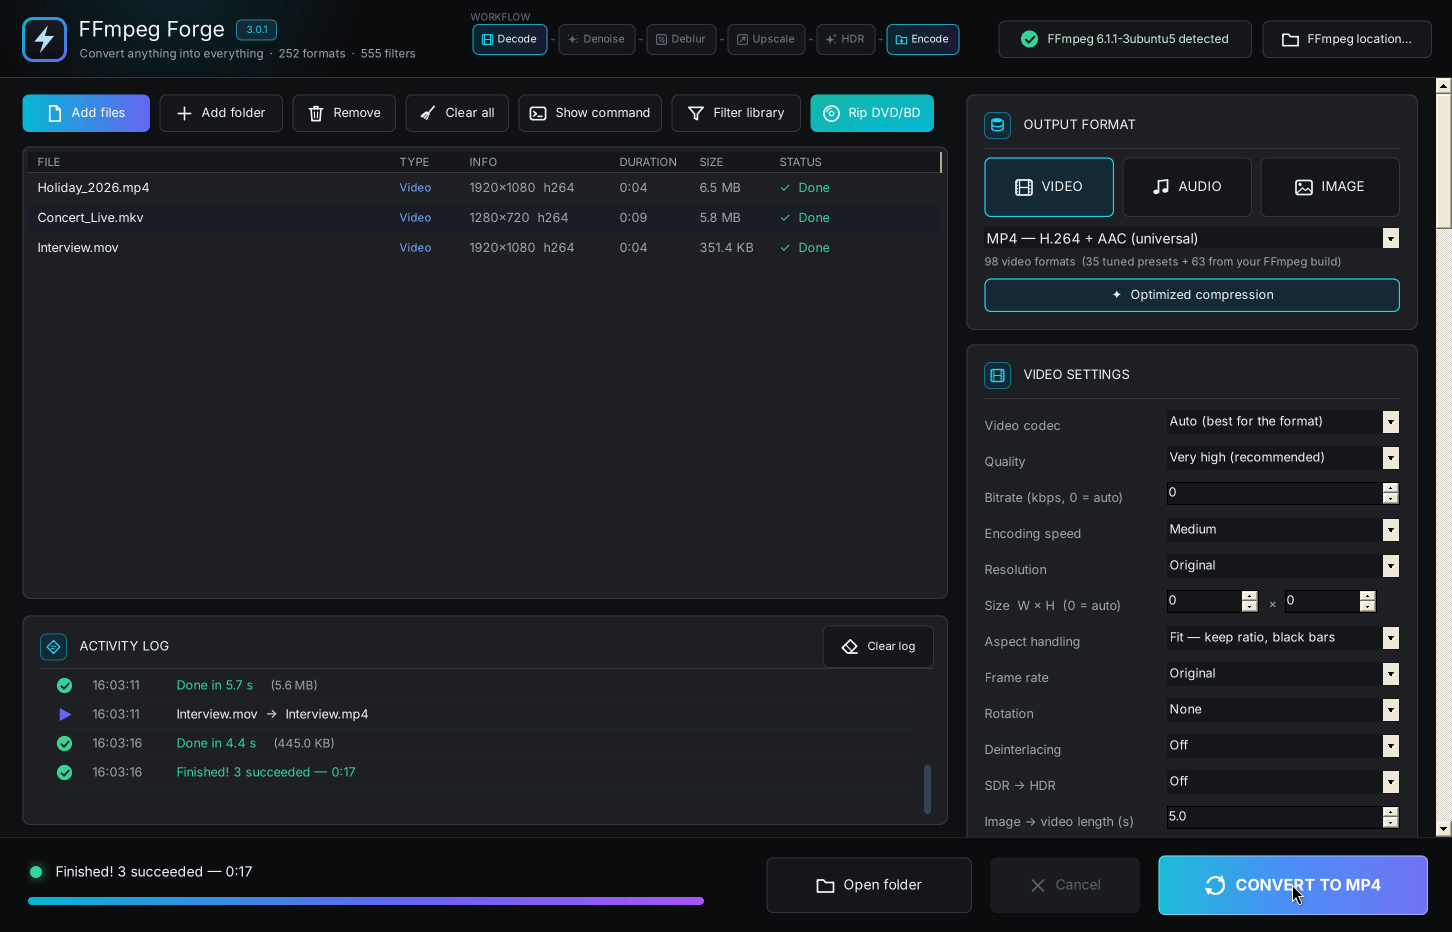 FFmpeg Forge 3.0.1
Convert anything into everything · 252 formats · 555 filters
WORKFLOW
Decode - Denoise - Deblur - Upscale - HDR - Encode
FFmpeg 6.1.1-3ubuntu5 detected
FFmpeg location...
Add files
Add folder
Remove
Clear all
Show command
Filter library
Rip DVD/BD
FILE TYPE INFO DURATION SIZE STATUS
Holiday_2026.mp4 Video 1920×1080 h264 0:04 6.5 MB ✓ Done
Concert_Live.mkv Video 1280×720 h264 0:09 5.8 MB ✓ Done
Interview.mov Video 1920×1080 h264 0:04 351.4 KB ✓ Done
ACTIVITY LOG
Clear log
16:03:11 Done in 5.7 s (5.6 MB)
16:03:11 Interview.mov → Interview.mp4
16:03:16 Done in 4.4 s (445.0 KB)
16:03:16 Finished! 3 succeeded — 0:17
OUTPUT FORMAT
VIDEO
AUDIO
IMAGE
MP4 — H.264 + AAC (universal)
98 video formats (35 tuned presets + 63 from your FFmpeg build)
✦ Optimized compression
VIDEO SETTINGS
Video codec Auto (best for the format)
Quality Very high (recommended)
Bitrate (kbps, 0 = auto) 0
Encoding speed Medium
Resolution Original
Size W × H (0 = auto) 0 × 0
Aspect handling Fit — keep ratio, black bars
Frame rate Original
Rotation None
Deinterlacing Off
SDR → HDR Off
Image → video length (s) 5.0
Finished! 3 succeeded — 0:17
Open folder
Cancel
CONVERT TO MP4